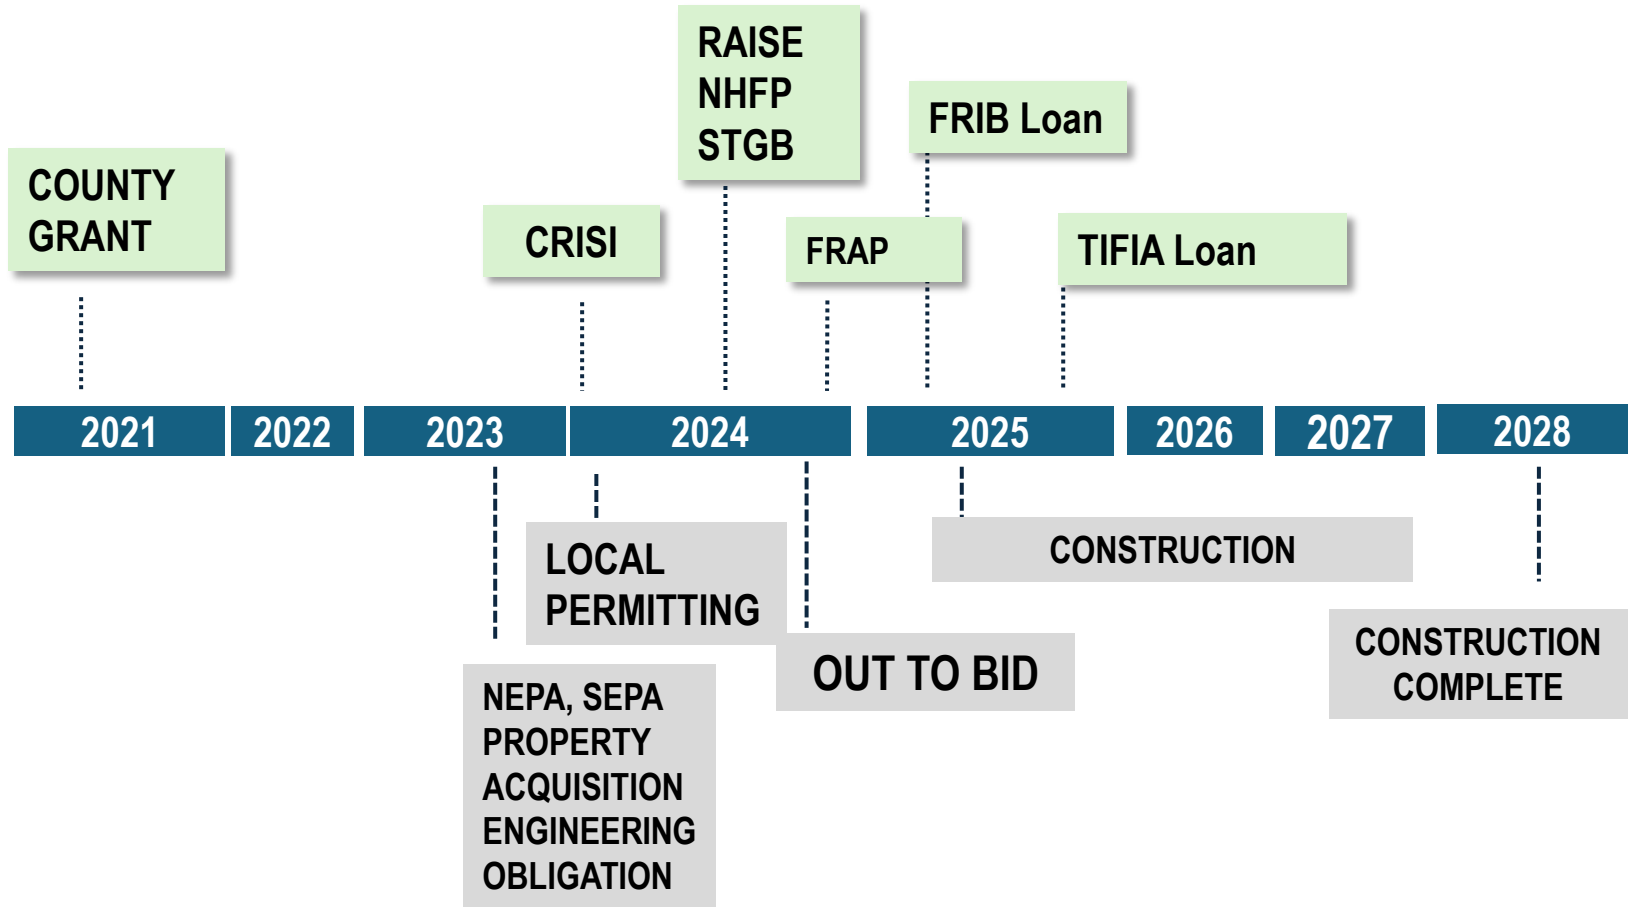 RAISE
NHFP
STGB
FRIB Loan
COUNTY
GRANT
CRISI
FRAP
TIFIA Loan
2021
2022
2023
2024
2025
2026
2027
2028
LOCAL
PERMITTING
CONSTRUCTION
OUT TO BID
CONSTRUCTION
COMPLETE
NEPA, SEPA
PROPERTY
ACQUISITION
ENGINEERING
OBLIGATION